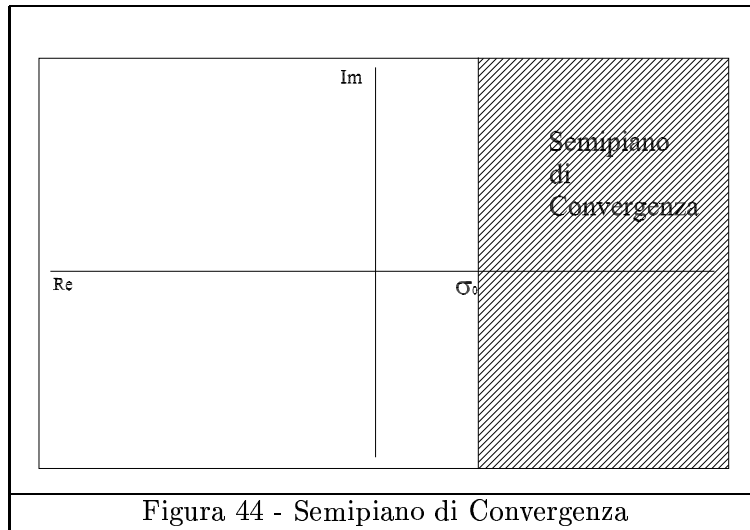 Im
Semipiano
di
Convergenza
Re
σ₀
Figura 44 - Semipiano di Convergenza